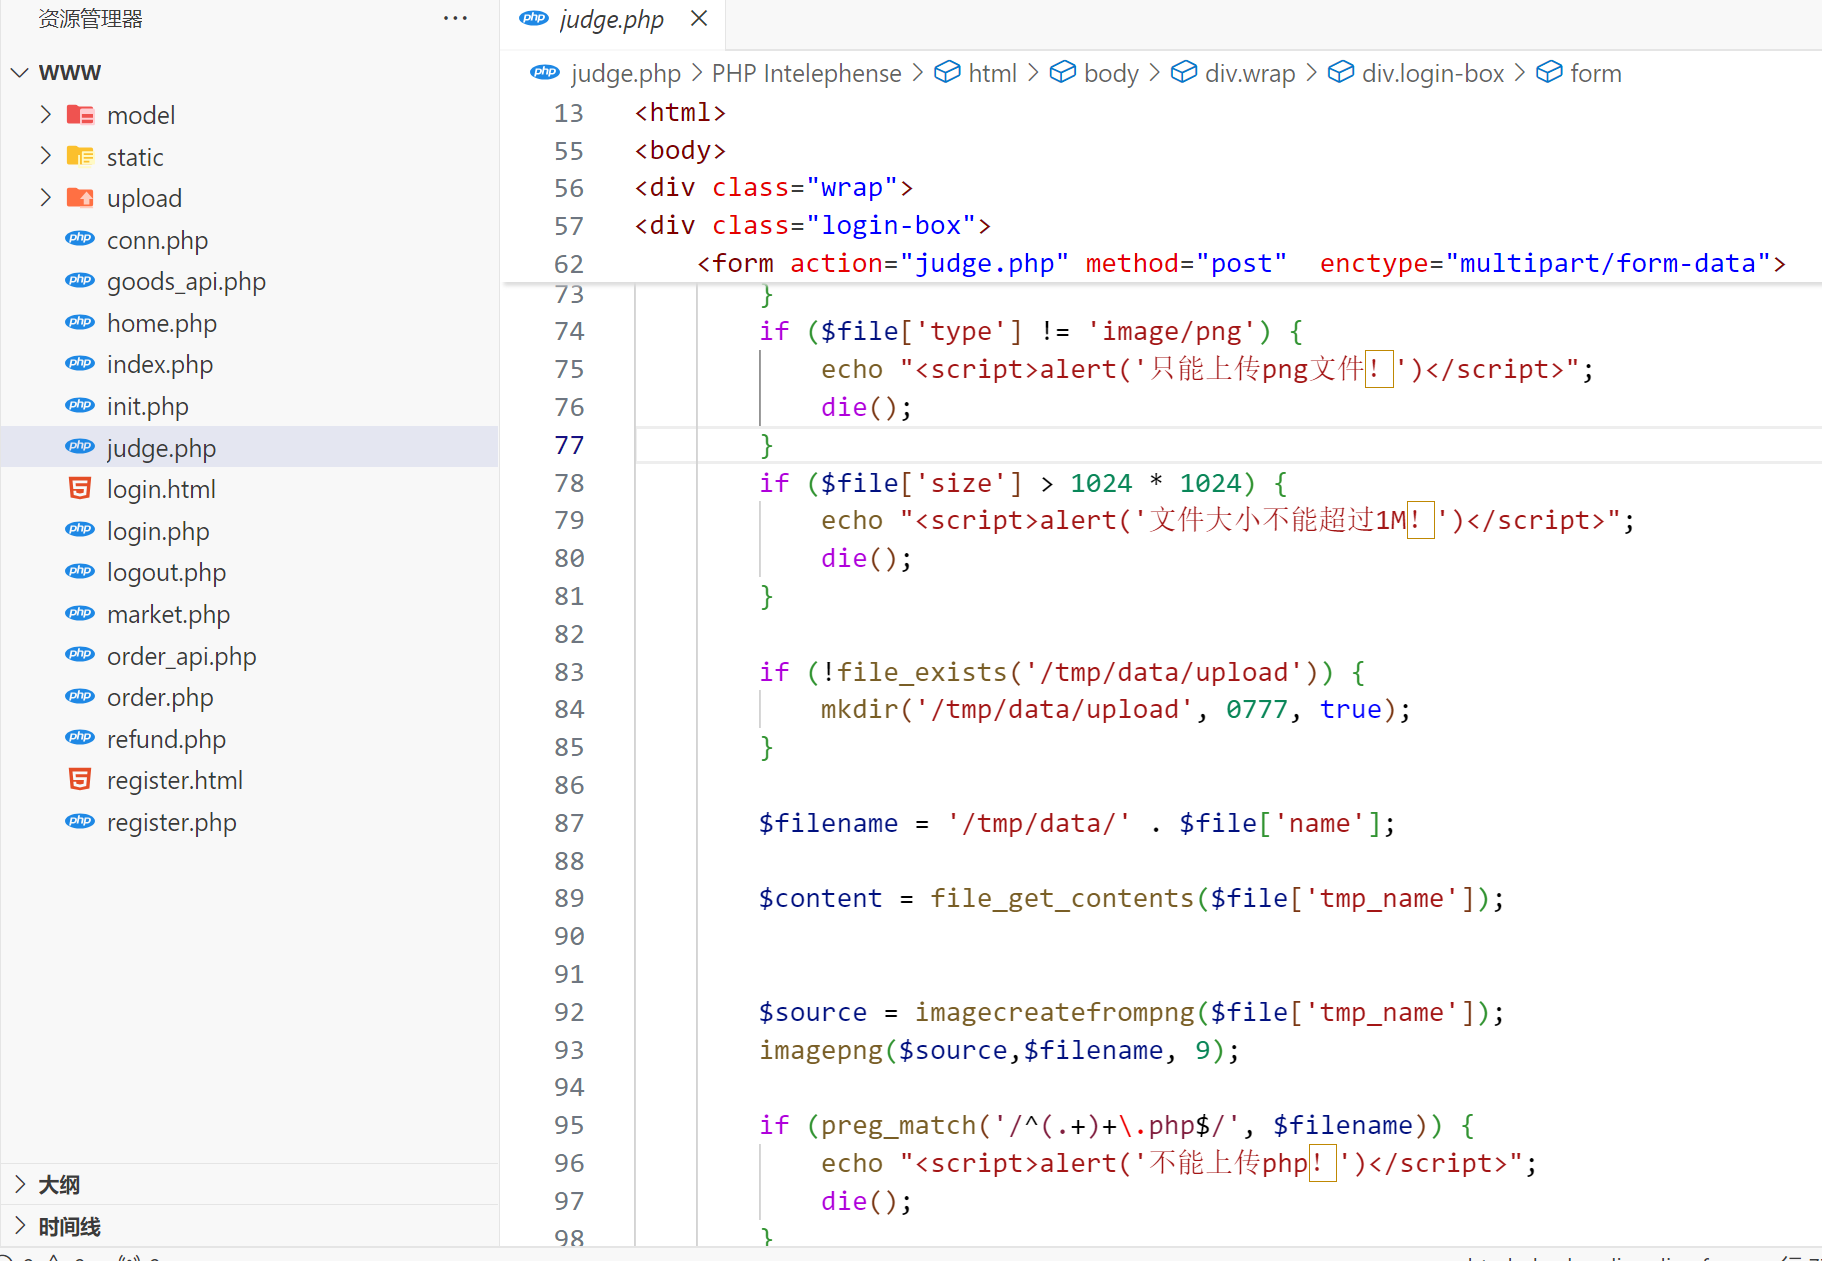 资源管理器
···
WWW
model
static
upload
conn.php
goods_api.php
home.php
index.php
init.php
judge.php
login.html
login.php
logout.php
market.php
order_api.php
order.php
refund.php
register.html
register.php
大纲
时间线
judge.php
judge.php > PHP Intelephense > html > body > div.wrap > div.login-box > form
13 <html>
55 <body>
56 <div class="wrap">
57 <div class="login-box">
62 <form action="judge.php" method="post"  enctype="multipart/form-data">
73 }
74 if ($file['type'] != 'image/png') {
75 echo "<script>alert('只能上传png文件！')</script>";
76 die();
77 }
78 if ($file['size'] > 1024 * 1024) {
79 echo "<script>alert('文件大小不能超过1M！')</script>";
80 die();
81 }
82
83 if (!file_exists('/tmp/data/upload')) {
84 mkdir('/tmp/data/upload', 0777, true);
85 }
86
87 $filename = '/tmp/data/' . $file['name'];
88
89 $content = file_get_contents($file['tmp_name']);
90
91
92 $source = imagecreatefrompng($file['tmp_name']);
93 imagepng($source,$filename, 9);
94
95 if (preg_match('/^(.+)+\.php$/', $filename)) {
96 echo "<script>alert('不能上传php！')</script>";
97 die();
98 }